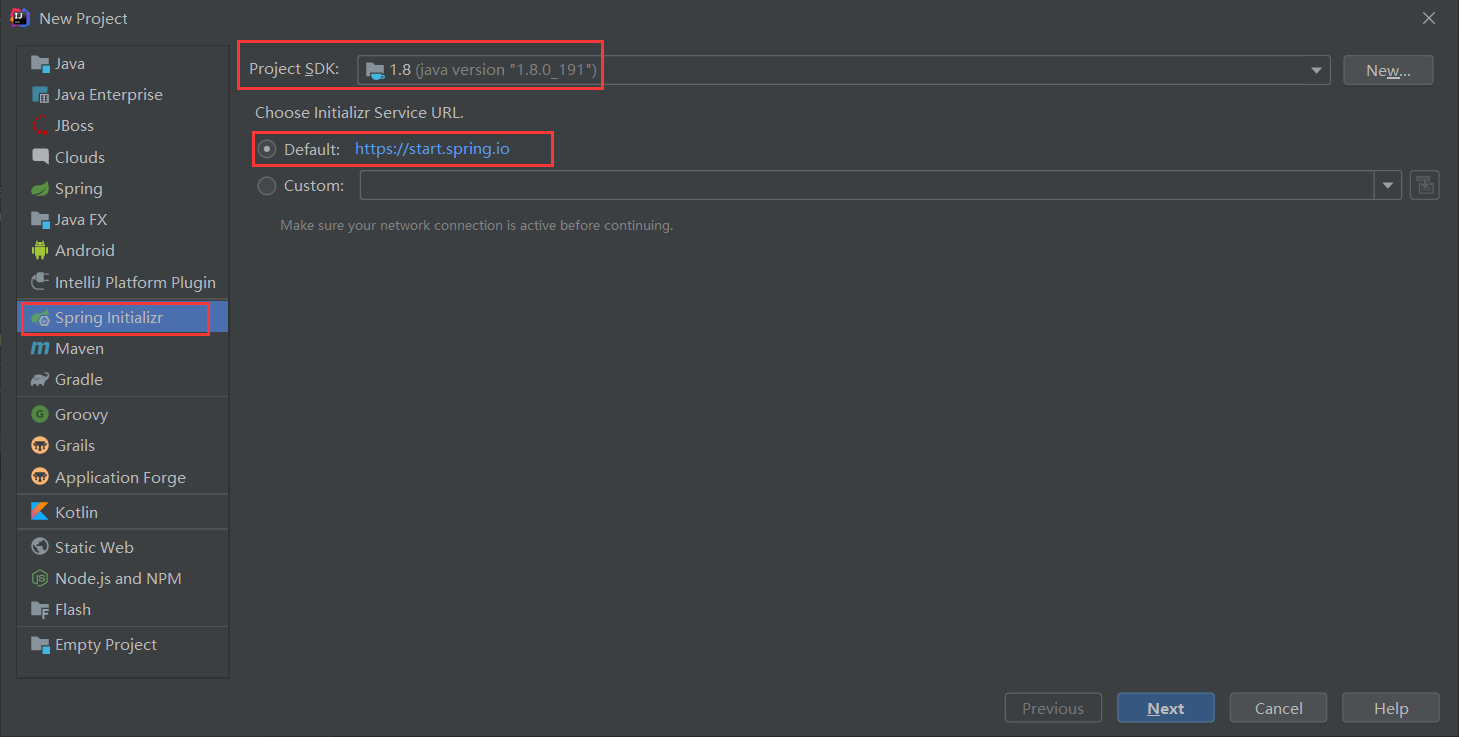 New Project
Java
Java Enterprise
JBoss
Clouds
Spring
Java FX
Android
IntelliJ Platform Plugin
Spring Initializr
Maven
Gradle
Groovy
Grails
Application Forge
Kotlin
Static Web
Node.js and NPM
Flash
Empty Project
Project SDK: 1.8 (java version "1.8.0_191") New...
Choose Initializr Service URL.
Default: https://start.spring.io
Custom:
Make sure your network connection is active before continuing.
Previous Next Cancel Help